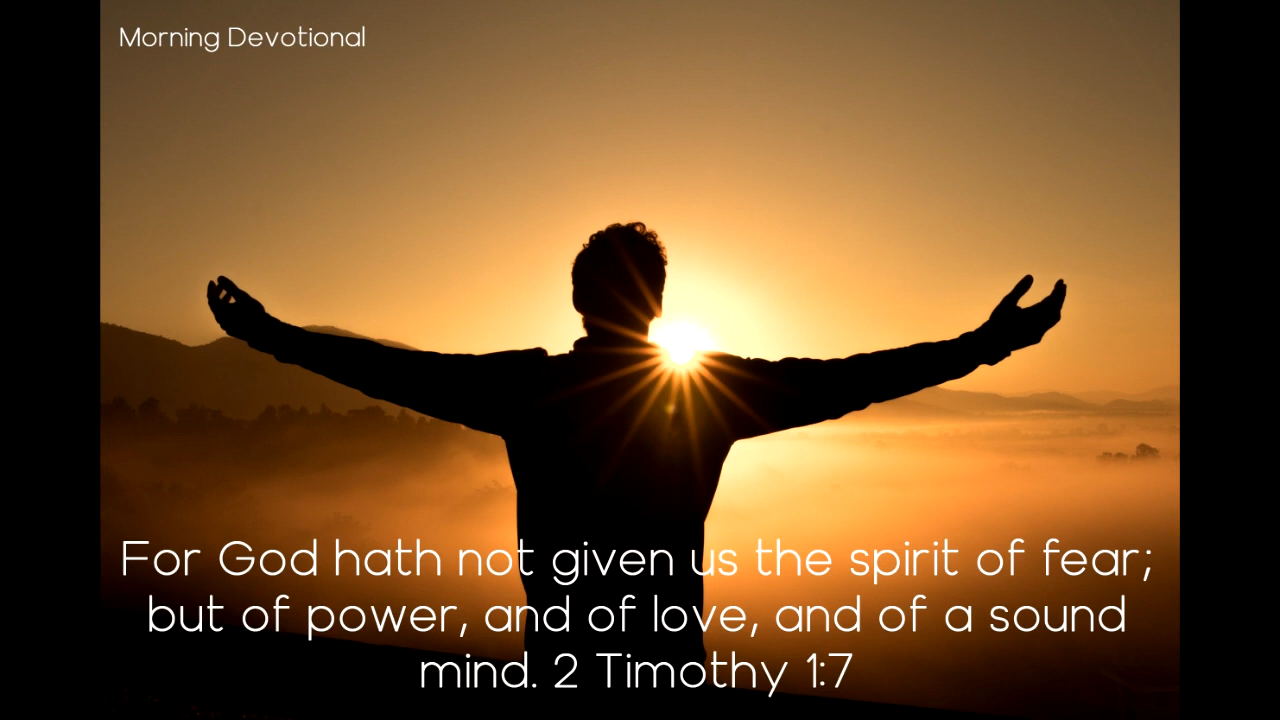 Morning Devotional
For God hath not given us the spirit of fear;
but of power, and of love, and of a sound
mind. 2 Timothy 1:7